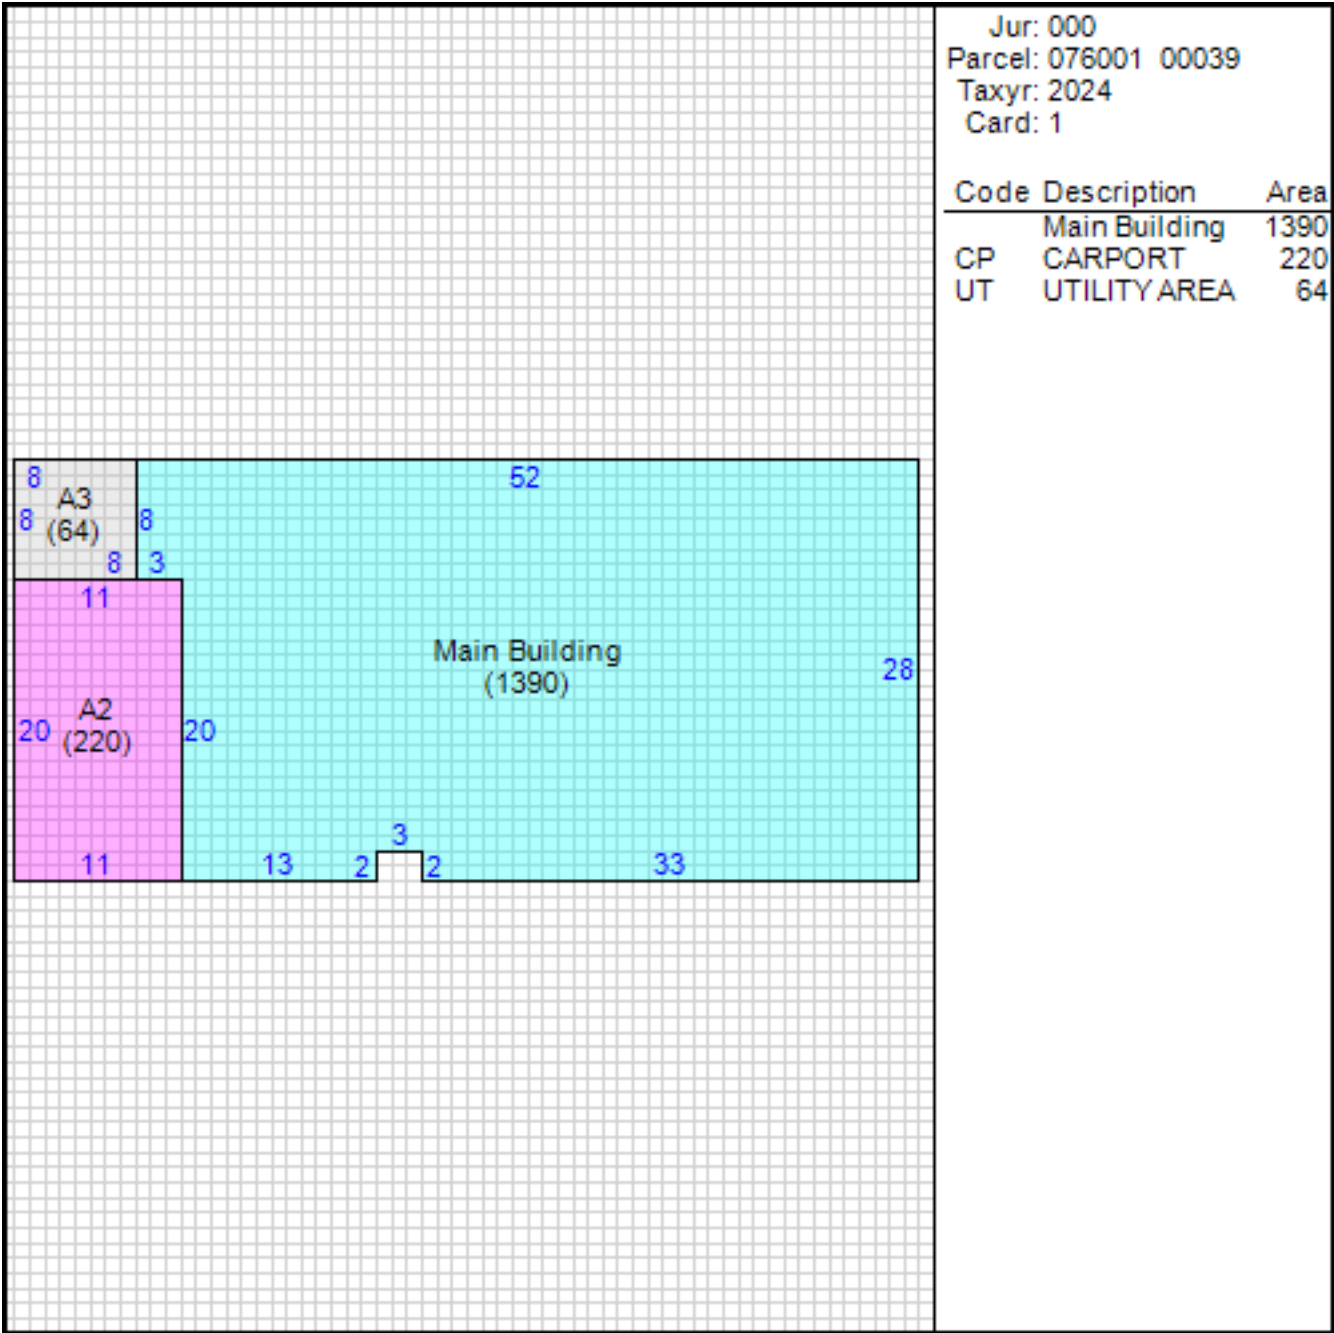 Jur: 000
Parcel: 076001 00039
Taxyr: 2024
Card: 1
Code Description Area
Main Building 1390
CP CARPORT 220
UT UTILITY AREA 64
8
52
A3
8
(64)
8
8
3
11
Main Building
(1390)
28
A2
20
(220)
20
3
11
13
2
2
33